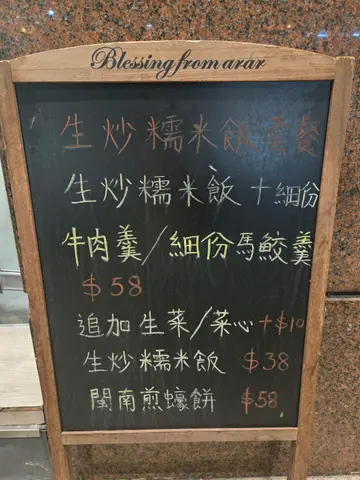 Blessing from arar
生炒糯米飯套餐
生炒糯米飯 + 細份
牛肉羹/細份馬鮫羹
$58
追加生菜/菜心+$10
生炒糯米飯 $38
閩南煎蠔餅 $58